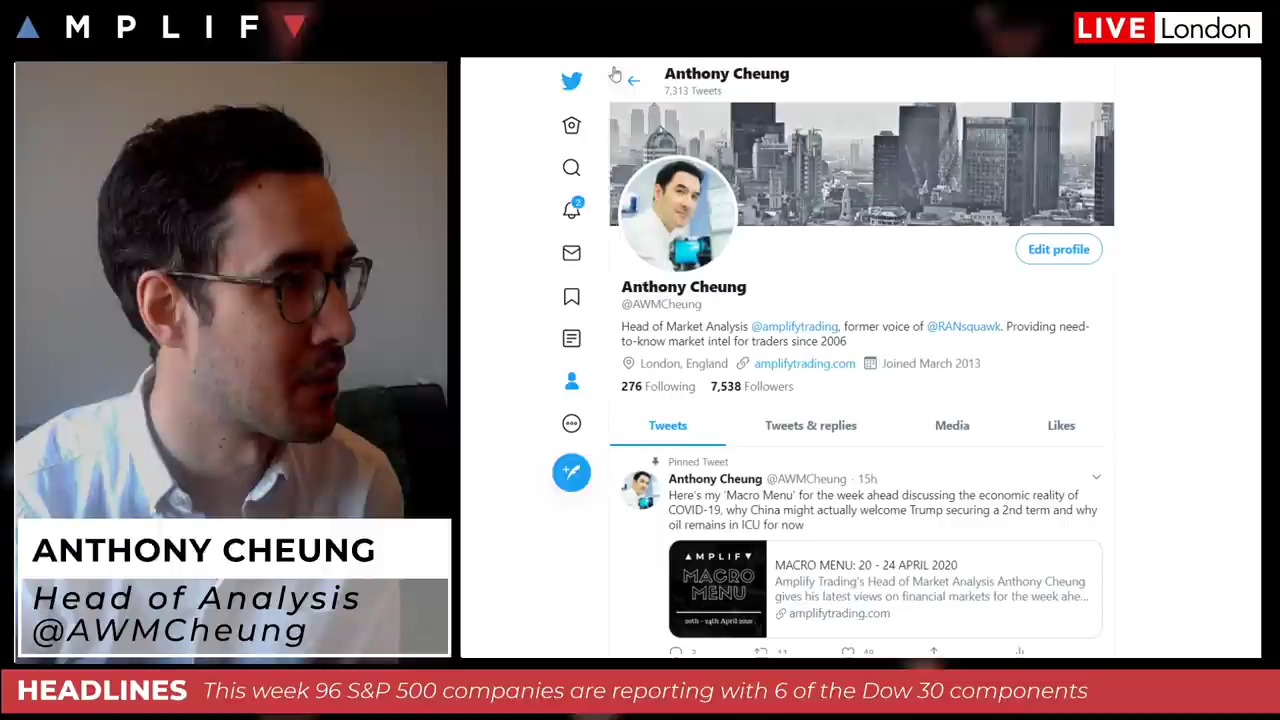 AMPLIFY
LIVE London
Anthony Cheung
7,313 Tweets
2
Edit profile
Anthony Cheung
@AWMCheung
Head of Market Analysis @amplifytrading, former voice of @RANsquawk. Providing need-
to-know market intel for traders since 2006
London, England amplifytrading.com Joined March 2013
276 Following 7,538 Followers
Tweets Tweets & replies Media Likes
Pinned Tweet
Anthony Cheung @AWMCheung · 15h
Here's my 'Macro Menu' for the week ahead discussing the economic reality of
COVID-19, why China might actually welcome Trump securing a 2nd term and why
oil remains in ICU for now
AMPLIFY
MACRO
MENU
20th - 24th April 2020
MACRO MENU: 20 - 24 APRIL 2020
Amplify Trading's Head of Market Analysis Anthony Cheung
gives his latest views on financial markets for the week ahe...
amplifytrading.com
ANTHONY CHEUNG
Head of Analysis
@AWMCheung
HEADLINES This week 96 S&P 500 companies are reporting with 6 of the Dow 30 components